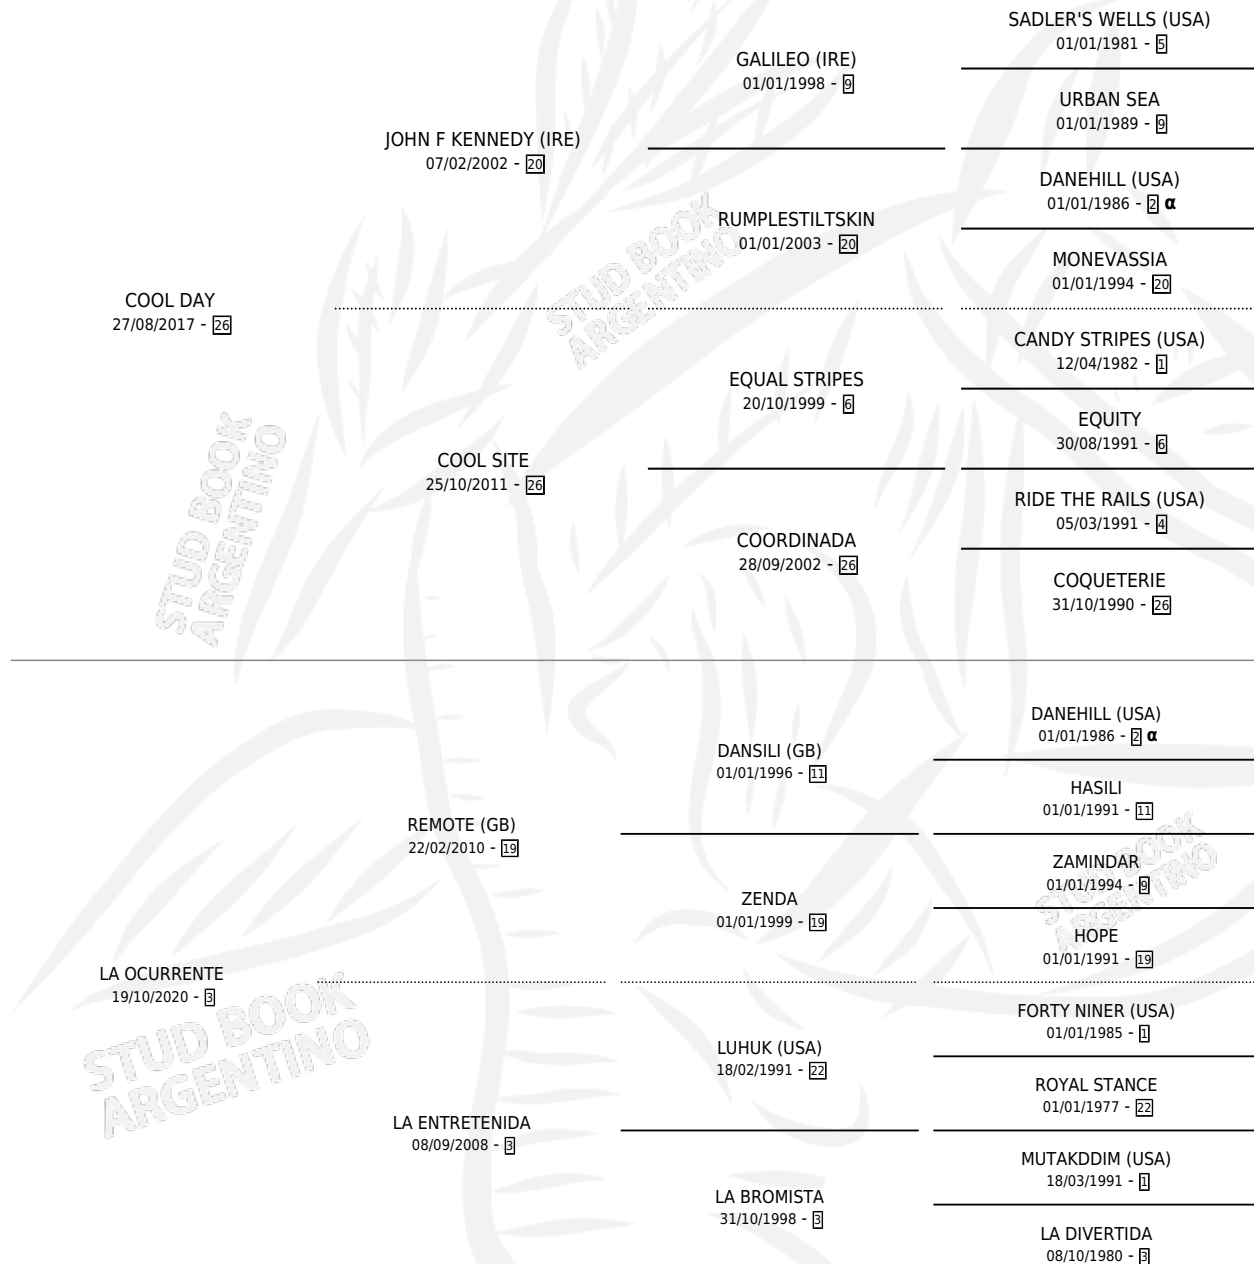 SADLER'S WELLS (USA)
01/01/1981 - 5
GALILEO (IRE)
01/01/1998 - 9
URBAN SEA
01/01/1989 - 9
JOHN F KENNEDY (IRE)
07/02/2002 - 20
DANEHILL (USA)
01/01/1986 - 2 α
RUMPLESTILTSKIN
01/01/2003 - 20
MONEVASSIA
01/01/1994 - 20
COOL DAY
27/08/2017 - 26
CANDY STRIPES (USA)
12/04/1982 - 1
EQUAL STRIPES
20/10/1999 - 6
EQUITY
30/08/1991 - 6
COOL SITE
25/10/2011 - 26
RIDE THE RAILS (USA)
05/03/1991 - 4
COORDINADA
28/09/2002 - 26
COQUETERIE
31/10/1990 - 26
STUD BOOK
ARGENTINO
STUD BOOK
ARGENTINO
DANEHILL (USA)
01/01/1986 - 2 α
DANSILI (GB)
01/01/1996 - 11
HASILI
01/01/1991 - 11
REMOTE (GB)
22/02/2010 - 19
ZAMINDAR
01/01/1994 - 9
ZENDA
01/01/1999 - 19
HOPE
01/01/1991 - 19
STUD BOOK
ARGENTINO
LA OCURRENTE
19/10/2020 - 3
STUD BOOK
ARGENTINO
FORTY NINER (USA)
01/01/1985 - 1
LUHUK (USA)
18/02/1991 - 22
ROYAL STANCE
01/01/1977 - 22
LA ENTRETENIDA
08/09/2008 - 3
MUTAKDDIM (USA)
18/03/1991 - 1
LA BROMISTA
31/10/1998 - 3
LA DIVERTIDA
08/10/1980 - 3